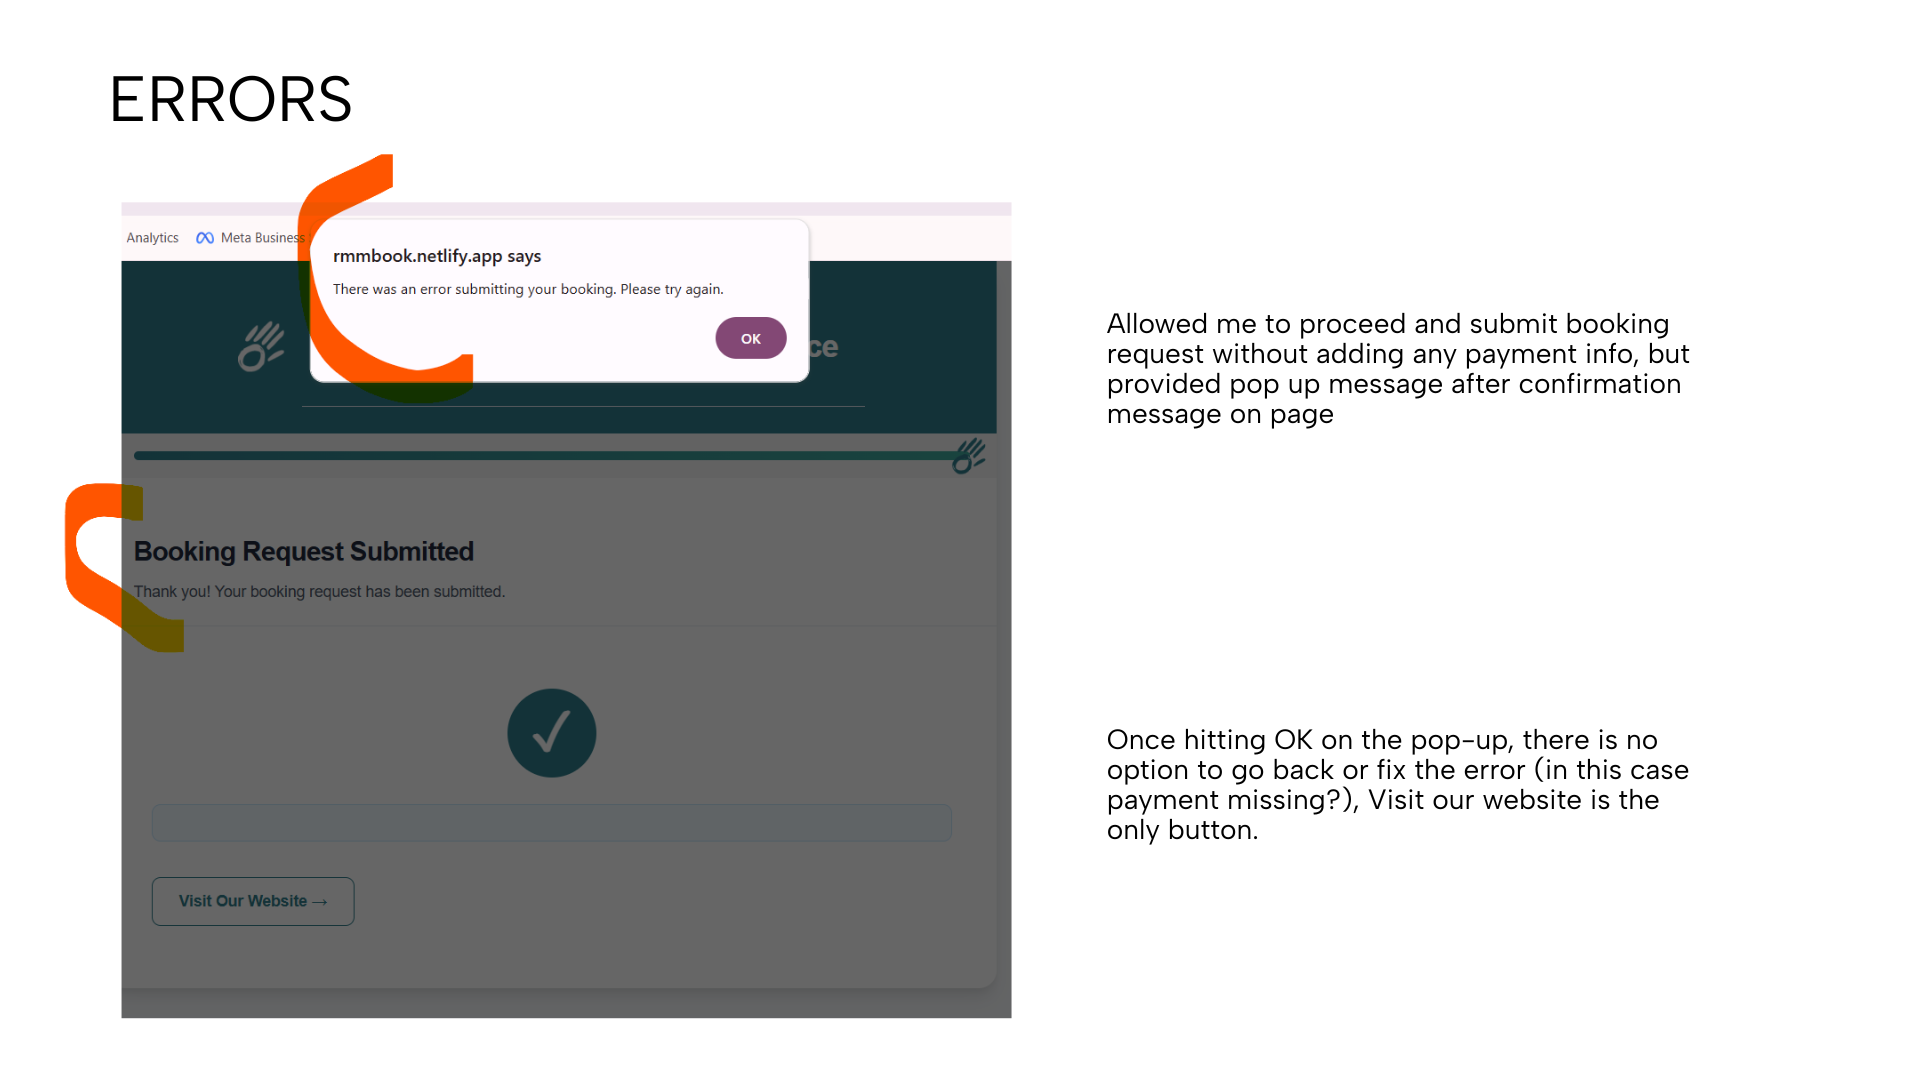 ERRORS
Analytics
Meta Business
rmmbook.netlify.app says
There was an error submitting your booking. Please try again.
OK
ce
Booking Request Submitted
Thank you! Your booking request has been submitted.
Visit Our Website →
Allowed me to proceed and submit booking
request without adding any payment info, but
provided pop up message after confirmation
message on page
Once hitting OK on the pop-up, there is no
option to go back or fix the error (in this case
payment missing?), Visit our website is the
only button.